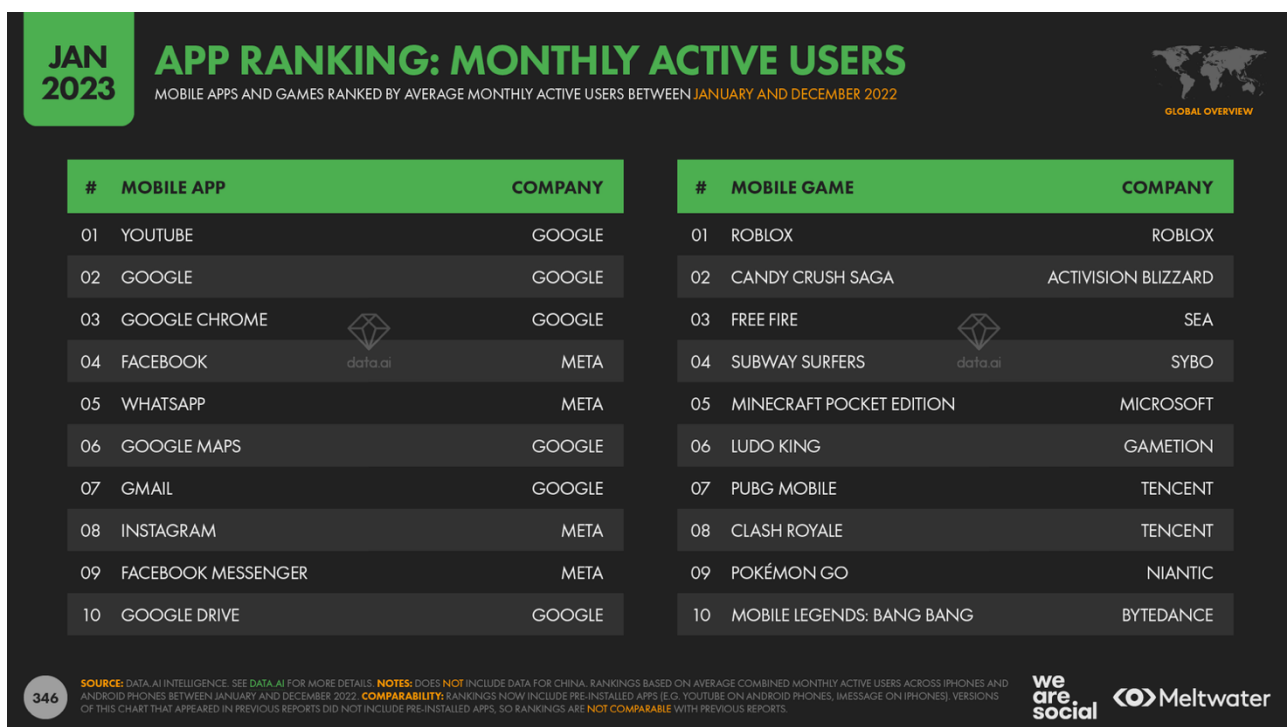 JAN
2023
APP RANKING: MONTHLY ACTIVE USERS
MOBILE APPS AND GAMES RANKED BY AVERAGE MONTHLY ACTIVE USERS BETWEEN JANUARY AND DECEMBER 2022
GLOBAL OVERVIEW
# MOBILE APP COMPANY
01 YOUTUBE GOOGLE
02 GOOGLE GOOGLE
03 GOOGLE CHROME GOOGLE
04 FACEBOOK META
05 WHATSAPP META
06 GOOGLE MAPS GOOGLE
07 GMAIL GOOGLE
08 INSTAGRAM META
09 FACEBOOK MESSENGER META
10 GOOGLE DRIVE GOOGLE
data.ai
# MOBILE GAME COMPANY
01 ROBLOX ROBLOX
02 CANDY CRUSH SAGA ACTIVISION BLIZZARD
03 FREE FIRE SEA
04 SUBWAY SURFERS SYBO
05 MINECRAFT POCKET EDITION MICROSOFT
06 LUDO KING GAMETION
07 PUBG MOBILE TENCENT
08 CLASH ROYALE TENCENT
09 POKÉMON GO NIANTIC
10 MOBILE LEGENDS: BANG BANG BYTEDANCE
data.ai
346
SOURCE: DATA.AI INTELLIGENCE. SEE DATA.AI FOR MORE DETAILS. NOTES: DOES NOT INCLUDE DATA FOR CHINA. RANKINGS BASED ON AVERAGE COMBINED MONTHLY ACTIVE USERS ACROSS IPHONES AND
ANDROID PHONES BETWEEN JANUARY AND DECEMBER 2022. COMPARABILITY: RANKINGS NOW INCLUDE PRE-INSTALLED APPS (E.G. YOUTUBE ON ANDROID PHONES, IMESSAGE ON IPHONES). VERSIONS
OF THIS CHART THAT APPEARED IN PREVIOUS REPORTS DID NOT INCLUDE PRE-INSTALLED APPS, SO RANKINGS ARE NOT COMPARABLE WITH PREVIOUS REPORTS.
we
are
social
Meltwater